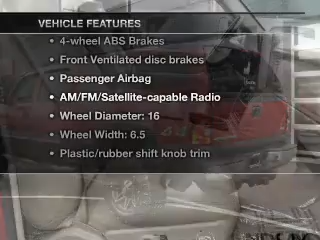 VEHICLE FEATURES
• 4-wheel ABS Brakes
• Front Ventilated disc brakes
• Passenger Airbag
• AM/FM/Satellite-capable Radio
• Wheel Diameter: 16
• Wheel Width: 6.5
• Plastic/rubber shift knob trim